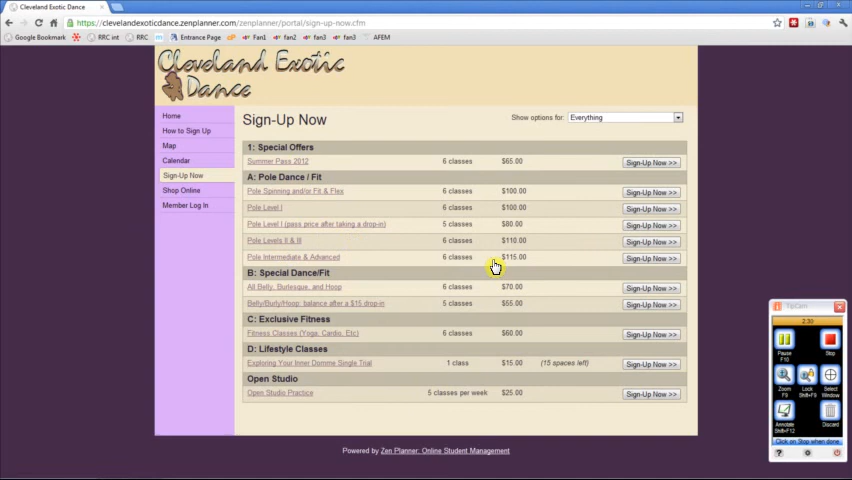 Cleveland Exotic Dance
https://clevelandexoticdance.zenplanner.com/zenplanner/portal/sign-up-now.cfm
Google Bookmark RRC int RRC Entrance Page Fan1 fan2 fan3 fan3 AFEM
Cleveland Exotic
Dance
Home
How to Sign Up
Map
Calendar
Sign-Up Now
Shop Online
Member Log In
Sign-Up Now
Show options for: Everything
1: Special Offers
Summer Pass 2012 6 classes $65.00 Sign-Up Now >>
A: Pole Dance / Fit
Pole Spinning and/or Fit & Flex 6 classes $100.00 Sign-Up Now >>
Pole Level I 6 classes $100.00 Sign-Up Now >>
Pole Level I (pass price after taking a drop-in) 5 classes $80.00 Sign-Up Now >>
Pole Levels II & III 6 classes $110.00 Sign-Up Now >>
Pole Intermediate & Advanced 6 classes $115.00 Sign-Up Now >>
B: Special Dance/Fit
All Belly, Burlesque, and Hoop 6 classes $70.00 Sign-Up Now >>
Belly/Burly/Hoop: balance after a $15 drop-in 5 classes $55.00 Sign-Up Now >>
C: Exclusive Fitness
Fitness Classes (Yoga, Cardio, Etc) 6 classes $60.00 Sign-Up Now >>
D: Lifestyle Classes
Exploring Your Inner Domme Single Trial 1 class $15.00 (15 spaces left) Sign-Up Now >>
Open Studio
Open Studio Practice 5 classes per week $25.00 Sign-Up Now >>
Powered by Zen Planner, Online Student Management
TipCam
2:30
Pause F10
Stop
Zoom F9
Lock Shift+F9
Select Window
Annotate Shift+F12
Discard
Click on Stop when done.